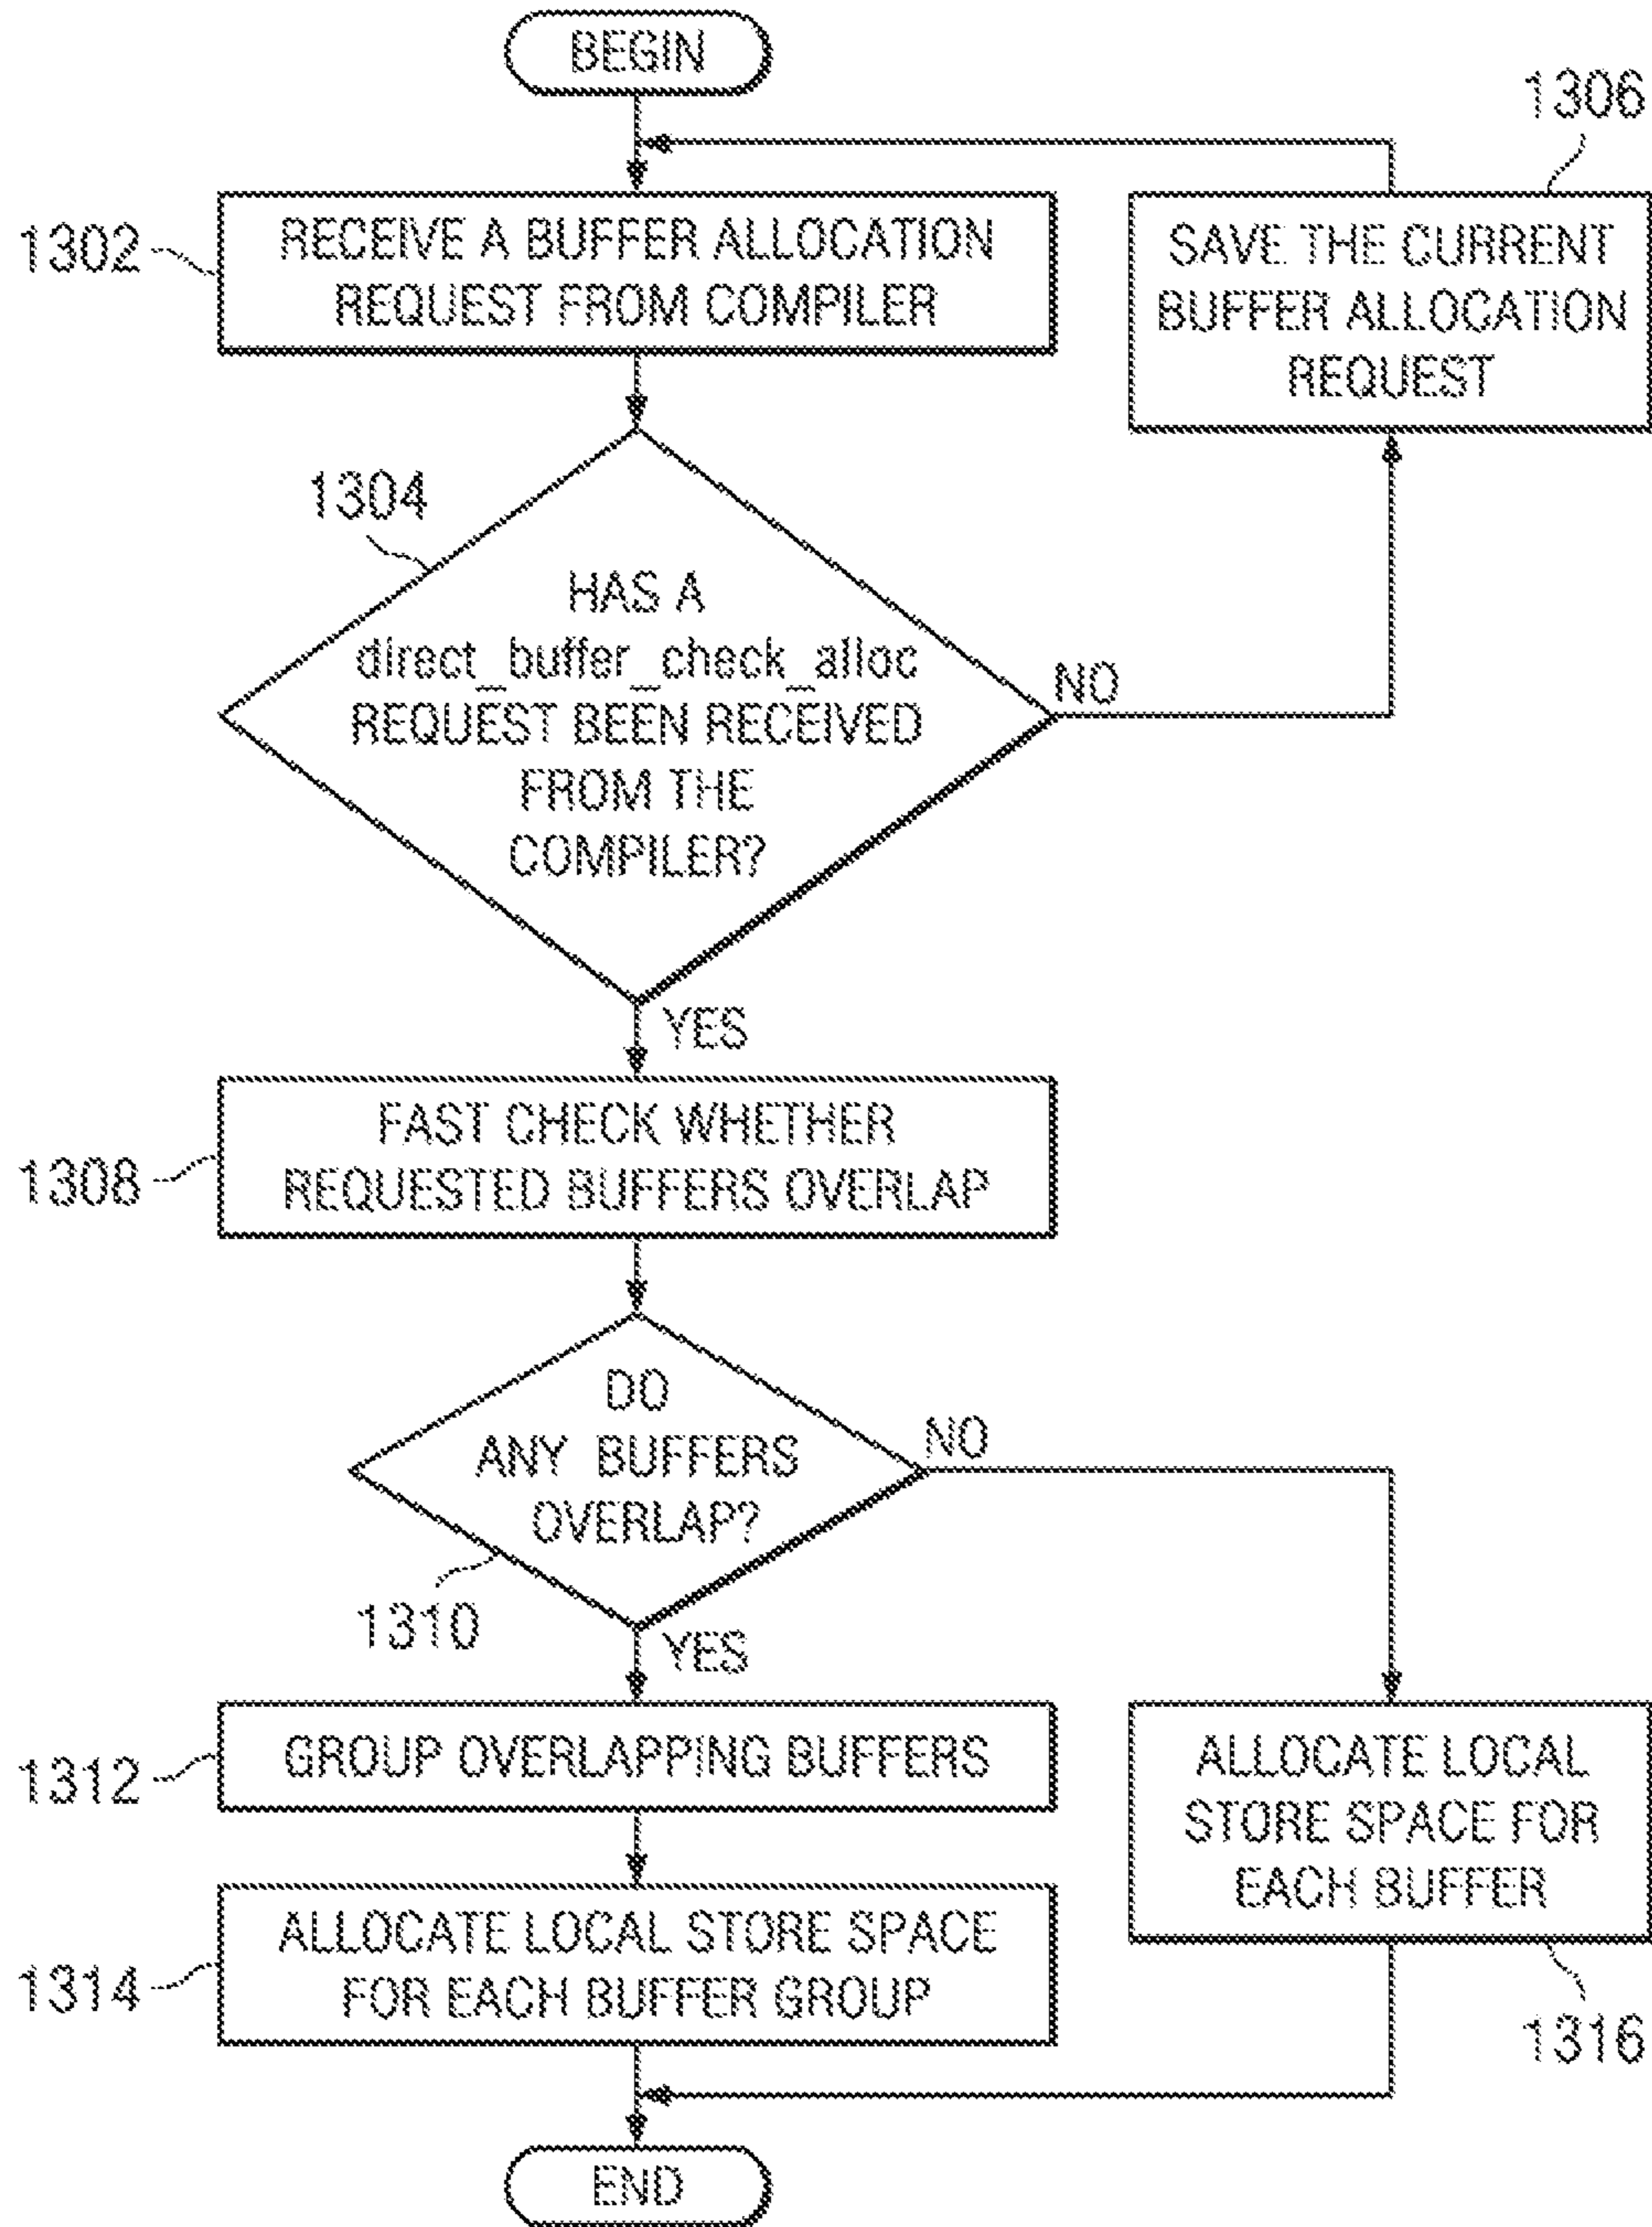 BEGIN
1306
1302
RECEIVE A BUFFER ALLOCATION
REQUEST FROM COMPILER
SAVE THE CURRENT
BUFFER ALLOCATION
REQUEST
1304
HAS A
direct_buffer_check_alloc
REQUEST BEEN RECEIVED
FROM THE
COMPILER?
NO
YES
1308
FAST CHECK WHETHER
REQUESTED BUFFERS OVERLAP
DO
ANY BUFFERS
OVERLAP?
NO
1310
YES
1312
GROUP OVERLAPPING BUFFERS
ALLOCATE LOCAL
STORE SPACE FOR
EACH BUFFER
1314
ALLOCATE LOCAL STORE SPACE
FOR EACH BUFFER GROUP
1316
END